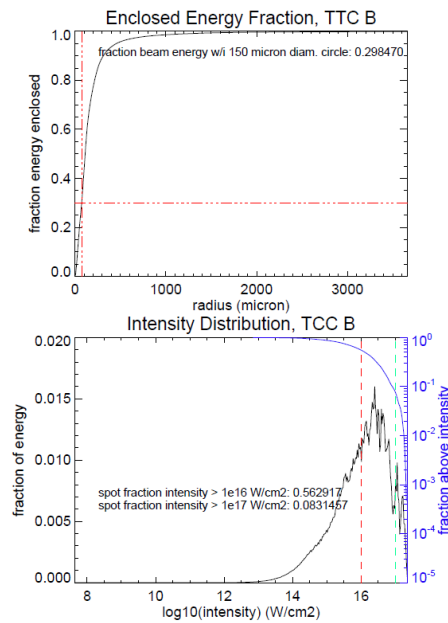 Enclosed Energy Fraction, TTC B
fraction beam energy w/i 150 micron diam. circle: 0.298470
fraction energy enclosed
1.0
0.8
0.6
0.4
0.2
0.0
0 1000 2000 3000
radius (micron)
Intensity Distribution, TCC B
fraction of energy
0.020
0.015
0.010
0.005
0.000
spot fraction intensity > 1e16 W/cm2: 0.562917
spot fraction intensity > 1e17 W/cm2: 0.0831457
10^0
10^-1
10^-2
10^-3
10^-4
10^-5
fraction above intensity
8 10 12 14 16
log10(intensity) (W/cm2)